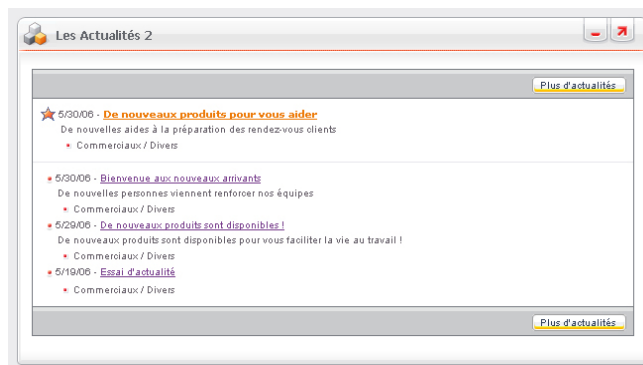 Les Actualités 2
Plus d'actualités
5/30/06 - De nouveaux produits pour vous aider
De nouvelles aides à la préparation des rendez-vous clients
Commerciaux / Divers
5/30/06 - Bienvenue aux nouveaux arrivants
De nouvelles personnes viennent renforcer nos équipes
Commerciaux / Divers
5/29/06 - De nouveaux produits sont disponibles !
De nouveaux produits sont disponibles pour vous faciliter la vie au travail !
Commerciaux / Divers
5/19/06 - Essai d'actualité
Commerciaux / Divers
Plus d'actualités